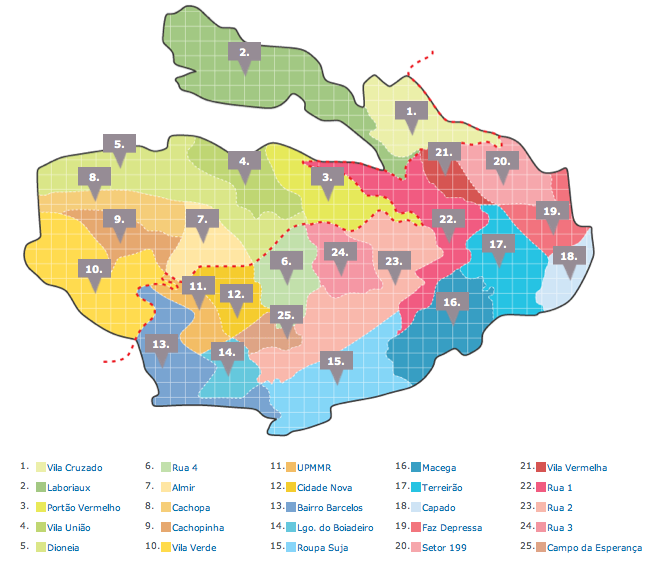 2.
1.
5.
21.
4.
20.
8.
3.
19.
9.
7.
22.
17.
24.
18.
6.
23.
10.
11.
12.
16.
25.
13.
14.
15.
1. Vila Cruzado
2. Laboriaux
3. Portão Vermelho
4. Vila União
5. Dioneia
6. Rua 4
7. Almir
8. Cachopa
9. Cachopinha
10. Vila Verde
11. UPMMR
12. Cidade Nova
13. Bairro Barcelos
14. Lgo. do Boiadeiro
15. Roupa Suja
16. Macega
17. Terreirão
18. Capado
19. Faz Depressa
20. Setor 199
21. Vila Vermelha
22. Rua 1
23. Rua 2
24. Rua 3
25. Campo da Esperança